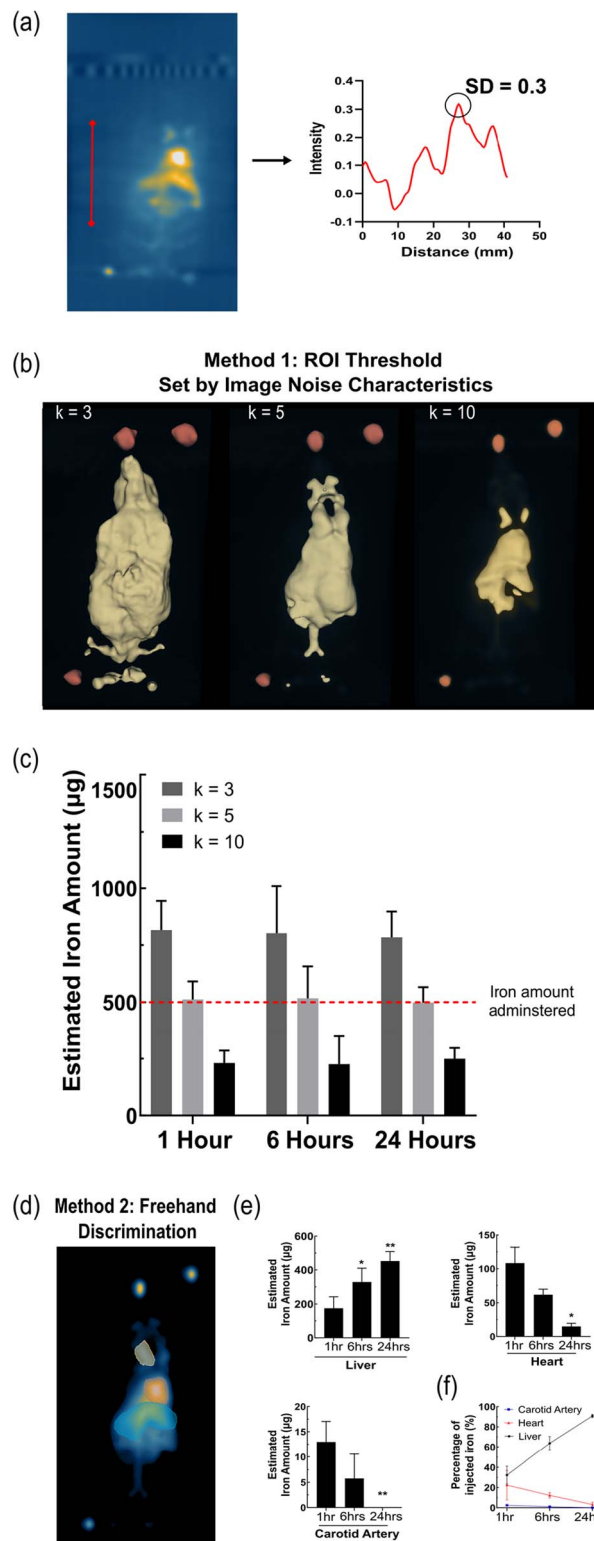 (a)
SD = 0.3
Intensity
0.4
0.3
0.2
0.1
0.0
-0.1
0 10 20 30 40 50
Distance (mm)
(b)
Method 1: ROI Threshold
Set by Image Noise Characteristics
k = 3 k = 5 k = 10
(c)
Estimated Iron Amount (µg)
1500
1000
500
0
k = 3
k = 5
k = 10
Iron amount
adminstered
1 Hour 6 Hours 24 Hours
(d)
Method 2: Freehand
Discrimination
(e)
Estimated
Iron Amount (µg)
600
400
200
0
* **
1hr 6hrs 24hrs
Liver
Estimated
Iron Amount (µg)
150
100
50
0
*
1hr 6hrs 24hrs
Heart
Estimated
Iron Amount (µg)
20
15
10
5
0
**
1hr 6hrs 24hrs
Carotid Artery
(f)
Percentage of
injected iron (%)
100
80
60
40
20
0
Carotid Artery
Heart
Liver
1hr 6hrs 24h